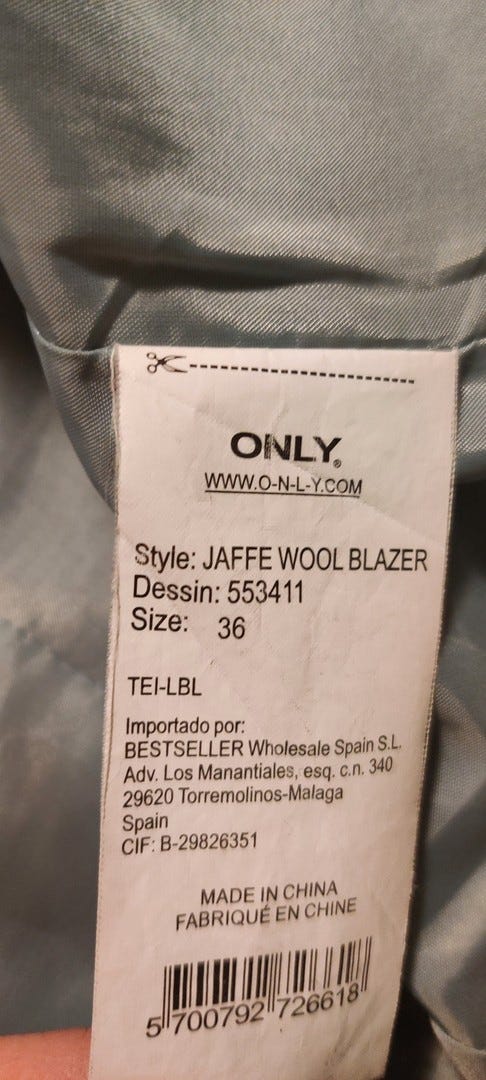 ONLY®
WWW.O-N-L-Y.COM
Style: JAFFE WOOL BLAZER
Dessin: 553411
Size: 36
TEI-LBL
Importado por:
BESTSELLER Wholesale Spain S.L.
Adv. Los Manantiales, esq. c.n. 340
29620 Torremolinos-Malaga
Spain
CIF: B-29826351
MADE IN CHINA
FABRIQUÉ EN CHINE
5 700792 726618